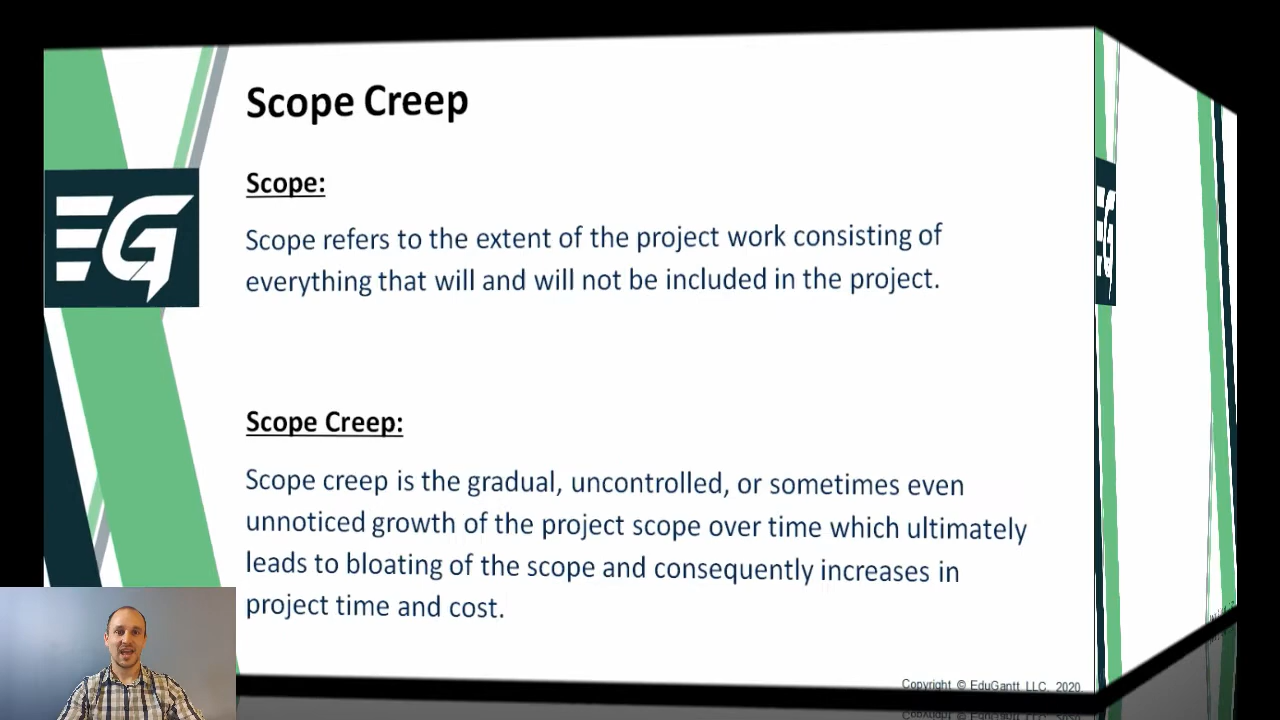 Scope Creep
Scope:
EG
Scope refers to the extent of the project work consisting of
everything that will and will not be included in the project.
EG
Scope Creep:
Scope creep is the gradual, uncontrolled, or sometimes even
unnoticed growth of the project scope over time which ultimately
leads to bloating of the scope and consequently increases in
project time and cost.
Copyright © EduGantt LLC, 2020